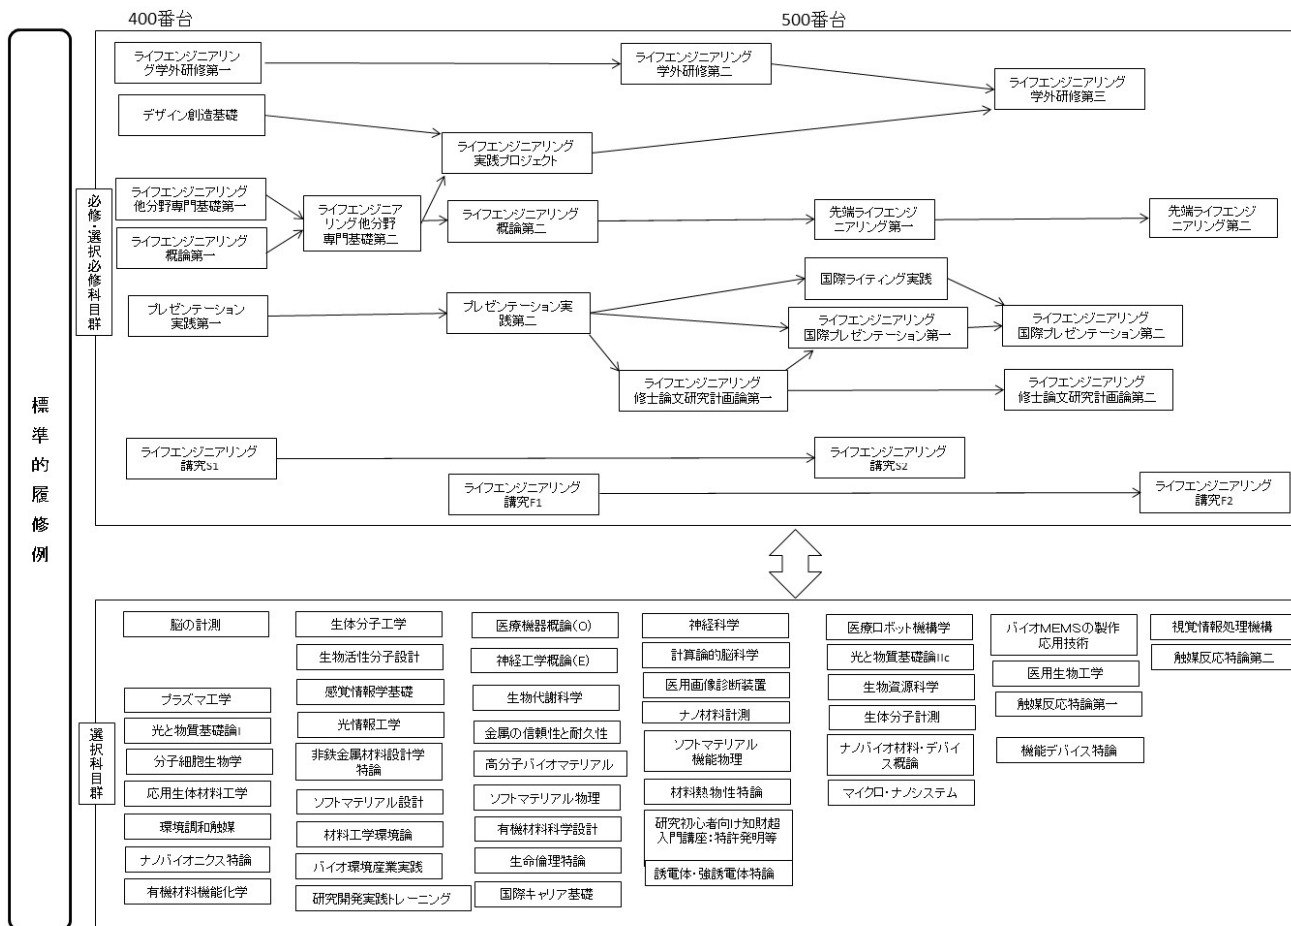 400番台
500番台
標準的履修例
必修・選択必修科目群
ライフエンジニアリン
グ学外研修第一
ライフエンジニアリング
学外研修第二
ライフエンジニアリング
学外研修第三
デザイン創造基礎
ライフエンジニアリング
実践プロジェクト
ライフエンジニアリング
他分野専門基礎第一
ライフエンジニアリング
概論第一
ライフエンジニア
リング他分野
専門基礎第二
ライフエンジニアリング
概論第二
先端ライフエンジ
ニアリング第一
先端ライフエンジ
ニアリング第二
プレゼンテーション
実践第一
プレゼンテーション実
践第二
国際ライティング実践
ライフエンジニアリング
国際プレゼンテーション第一
ライフエンジニアリング
国際プレゼンテーション第二
ライフエンジニアリング
修士論文研究計画論第一
ライフエンジニアリング
修士論文研究計画論第二
ライフエンジニアリング
講究S1
ライフエンジニアリング
講究S2
ライフエンジニアリング
講究F1
ライフエンジニアリング
講究F2
選択科目群
脳の計測
プラズマ工学
光と物質基礎論I
分子細胞生物学
応用生体材料工学
環境調和触媒
ナノバイオニクス特論
有機材料機能化学
生体分子工学
生物活性分子設計
感覚情報学基礎
光情報工学
非鉄金属材料設計学
特論
ソフトマテリアル設計
材料工学環境論
バイオ環境産業実践
研究開発実践トレーニング
医療機器概論(O)
神経工学概論(E)
生物代謝科学
金属の信頼性と耐久性
高分子バイオマテリアル
ソフトマテリアル物理
有機材料科学設計
生命倫理特論
国際キャリア基礎
神経科学
計算論的脳科学
医用画像診断装置
ナノ材料計測
ソフトマテリアル
機能物理
材料熱物性特論
研究初心者向け知財超
入門講座：特許発明等
誘電体・強誘電体特論
医療ロボット機構学
光と物質基礎論IIc
生物資源科学
生体分子計測
ナノバイオ材料・デバイ
ス概論
マイクロ・ナノシステム
バイオMEMSの製作
応用技術
医用生物工学
触媒反応特論第一
機能デバイス特論
視覚情報処理機構
触媒反応特論第二